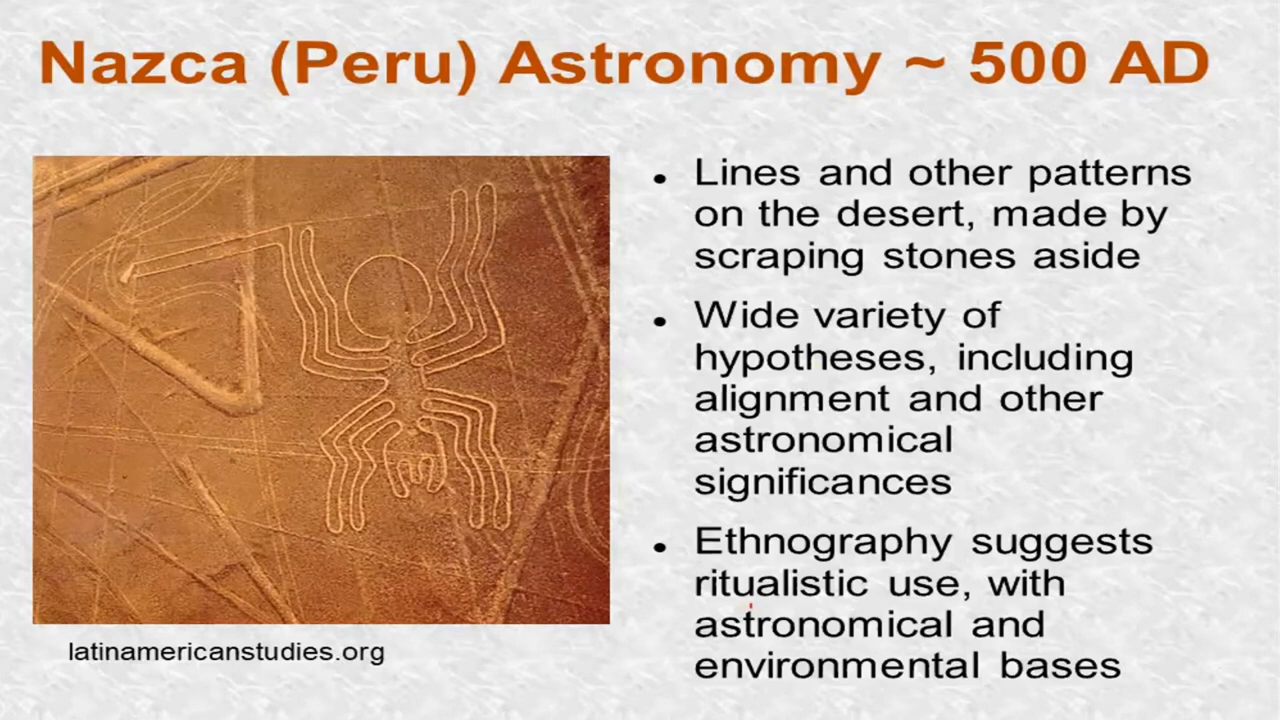 Nazca (Peru) Astronomy ~ 500 AD
• Lines and other patterns
on the desert, made by
scraping stones aside
• Wide variety of
hypotheses, including
alignment and other
astronomical
significances
• Ethnography suggests
ritualistic use, with
astronomical and
environmental bases
latinamericanstudies.org